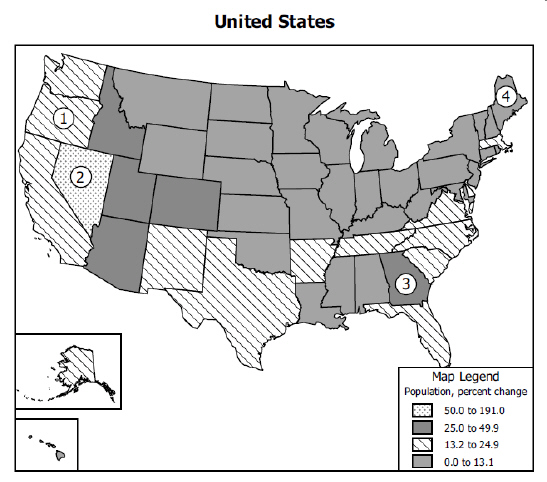 United States
4
1
2
3
Map Legend
Population, percent change
50.0 to 191.0
25.0 to 49.9
13.2 to 24.9
0.0 to 13.1